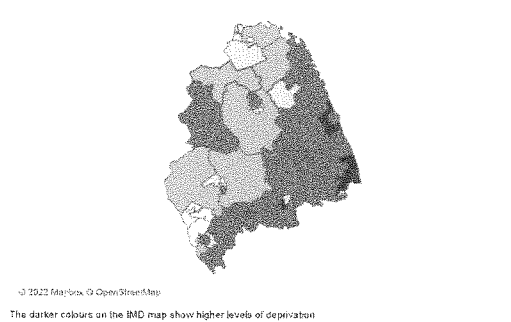 © 2022 Mapbox, © OpenStreetMap
The darker colours on the IMD map show higher levels of deprivation